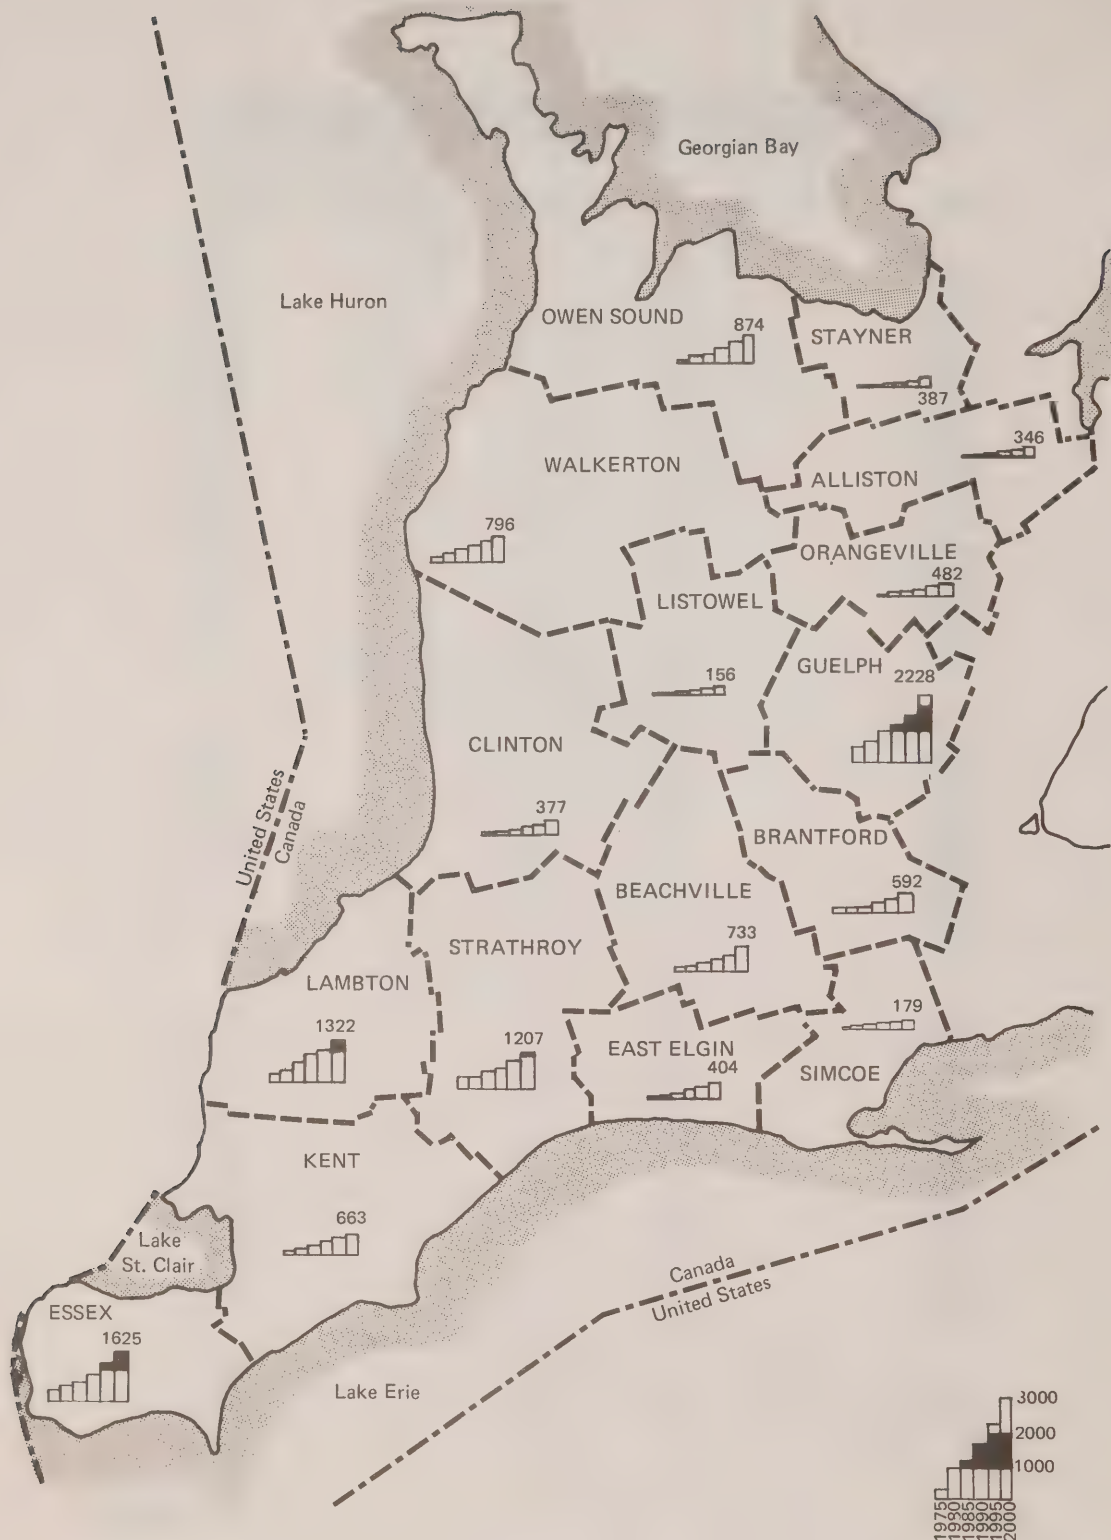 Georgian Bay
Lake Huron
OWEN SOUND
874
STAYNER
387
346
WALKERTON
ALLISTON
796
ORANGEVILLE
482
LISTOWEL
GUELPH
2228
156
CLINTON
377
United States
Canada
BRANTFORD
592
BEACHVILLE
733
STRATHROY
LAMBTON
1322
1207
179
EAST ELGIN
404
SIMCOE
KENT
663
Lake
St. Clair
Canada
United States
ESSEX
1625
Lake Erie
3000
2000
1000
1975
1980
1985
1990
1995
2000